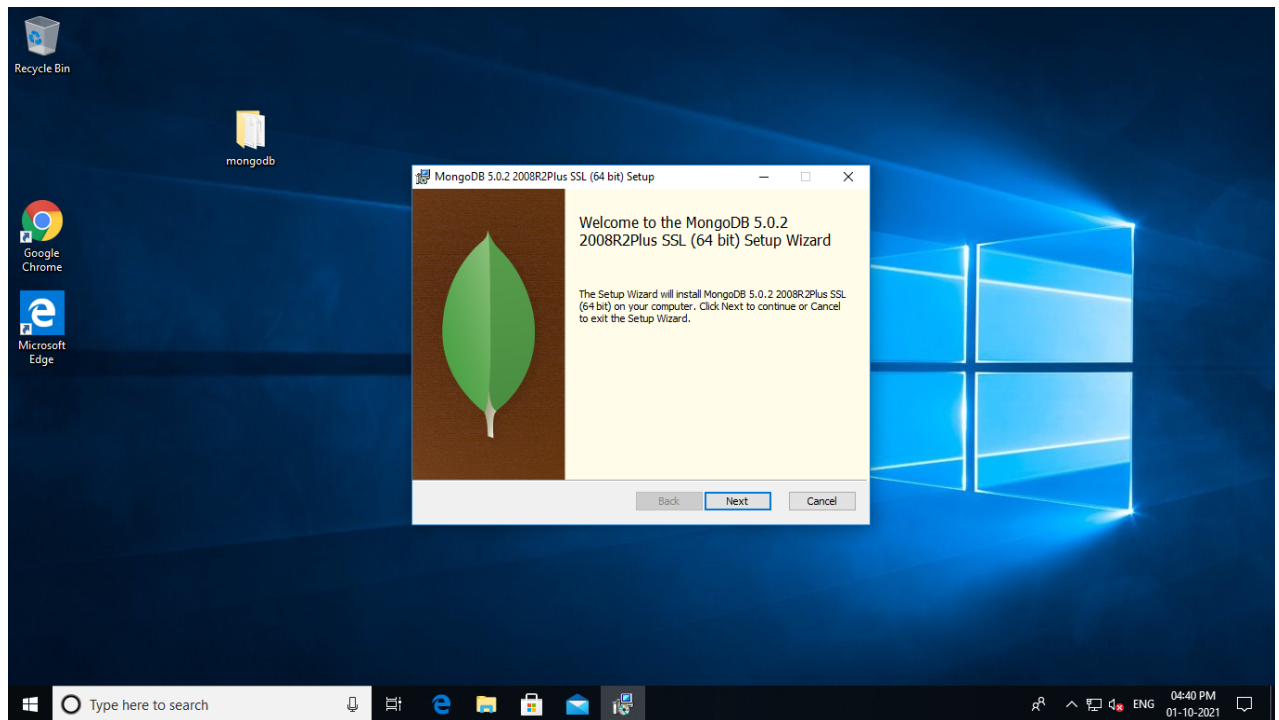 Recycle Bin
mongodb
Google
Chrome
Microsoft
Edge
MongoDB 5.0.2 2008R2Plus SSL (64 bit) Setup
Welcome to the MongoDB 5.0.2
2008R2Plus SSL (64 bit) Setup Wizard
The Setup Wizard will install MongoDB 5.0.2 2008R2Plus SSL
(64 bit) on your computer. Click Next to continue or Cancel
to exit the Setup Wizard.
Back Next Cancel
Type here to search
ENG
04:40 PM
01-10-2021